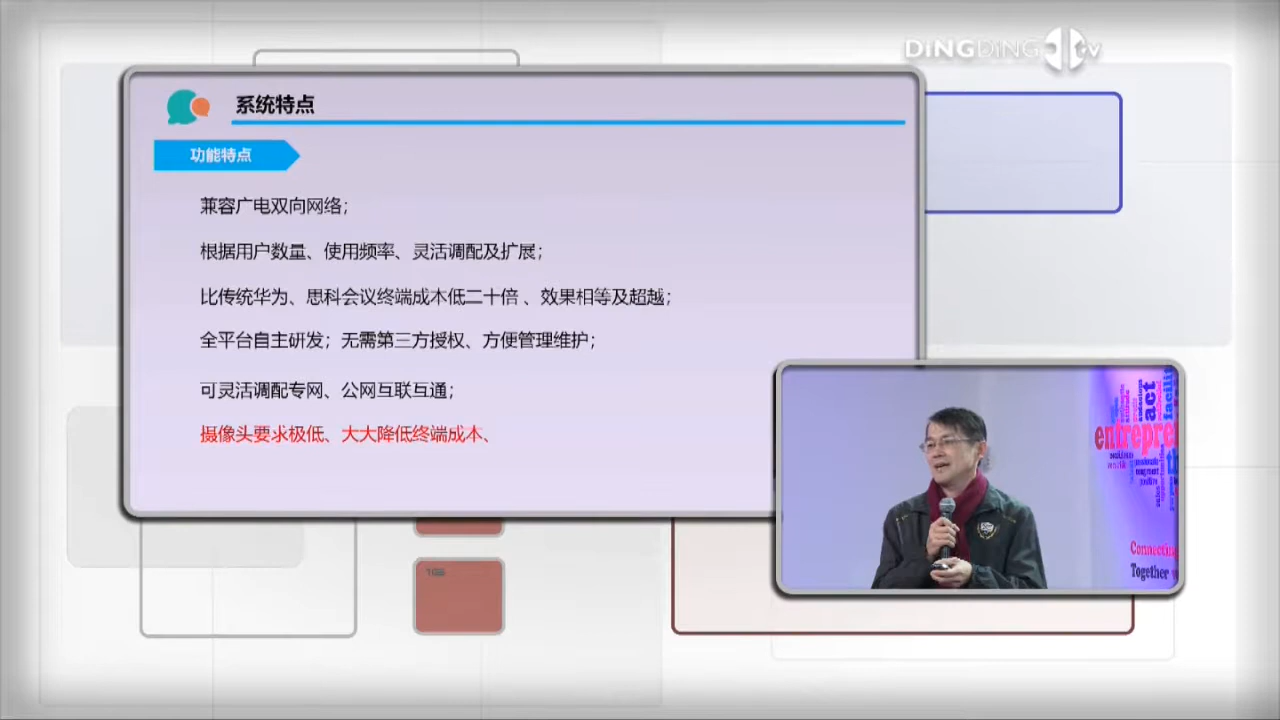 DiNGDING TV
系统特点
功能特点
兼容广电双向网络;
根据用户数量、使用频率、灵活调配及扩展;
比传统华为、思科会议终端成本低二十倍 、效果相等及超越;
全平台自主研发; 无需第三方授权、方便管理维护;
可灵活调配专网、公网互联互通;
摄像头要求极低、大大降低终端成本、
act
entrepre
Connecting
Together